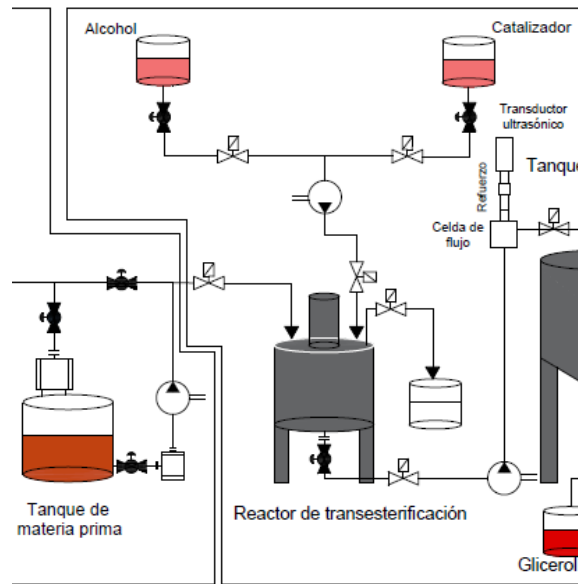 Alcohol
Catalizador
Transductor
ultrasónico
Refuerzo
Tanque
Celda de
flujo
Tanque de
materia prima
Reactor de transesterificación
Glicerol